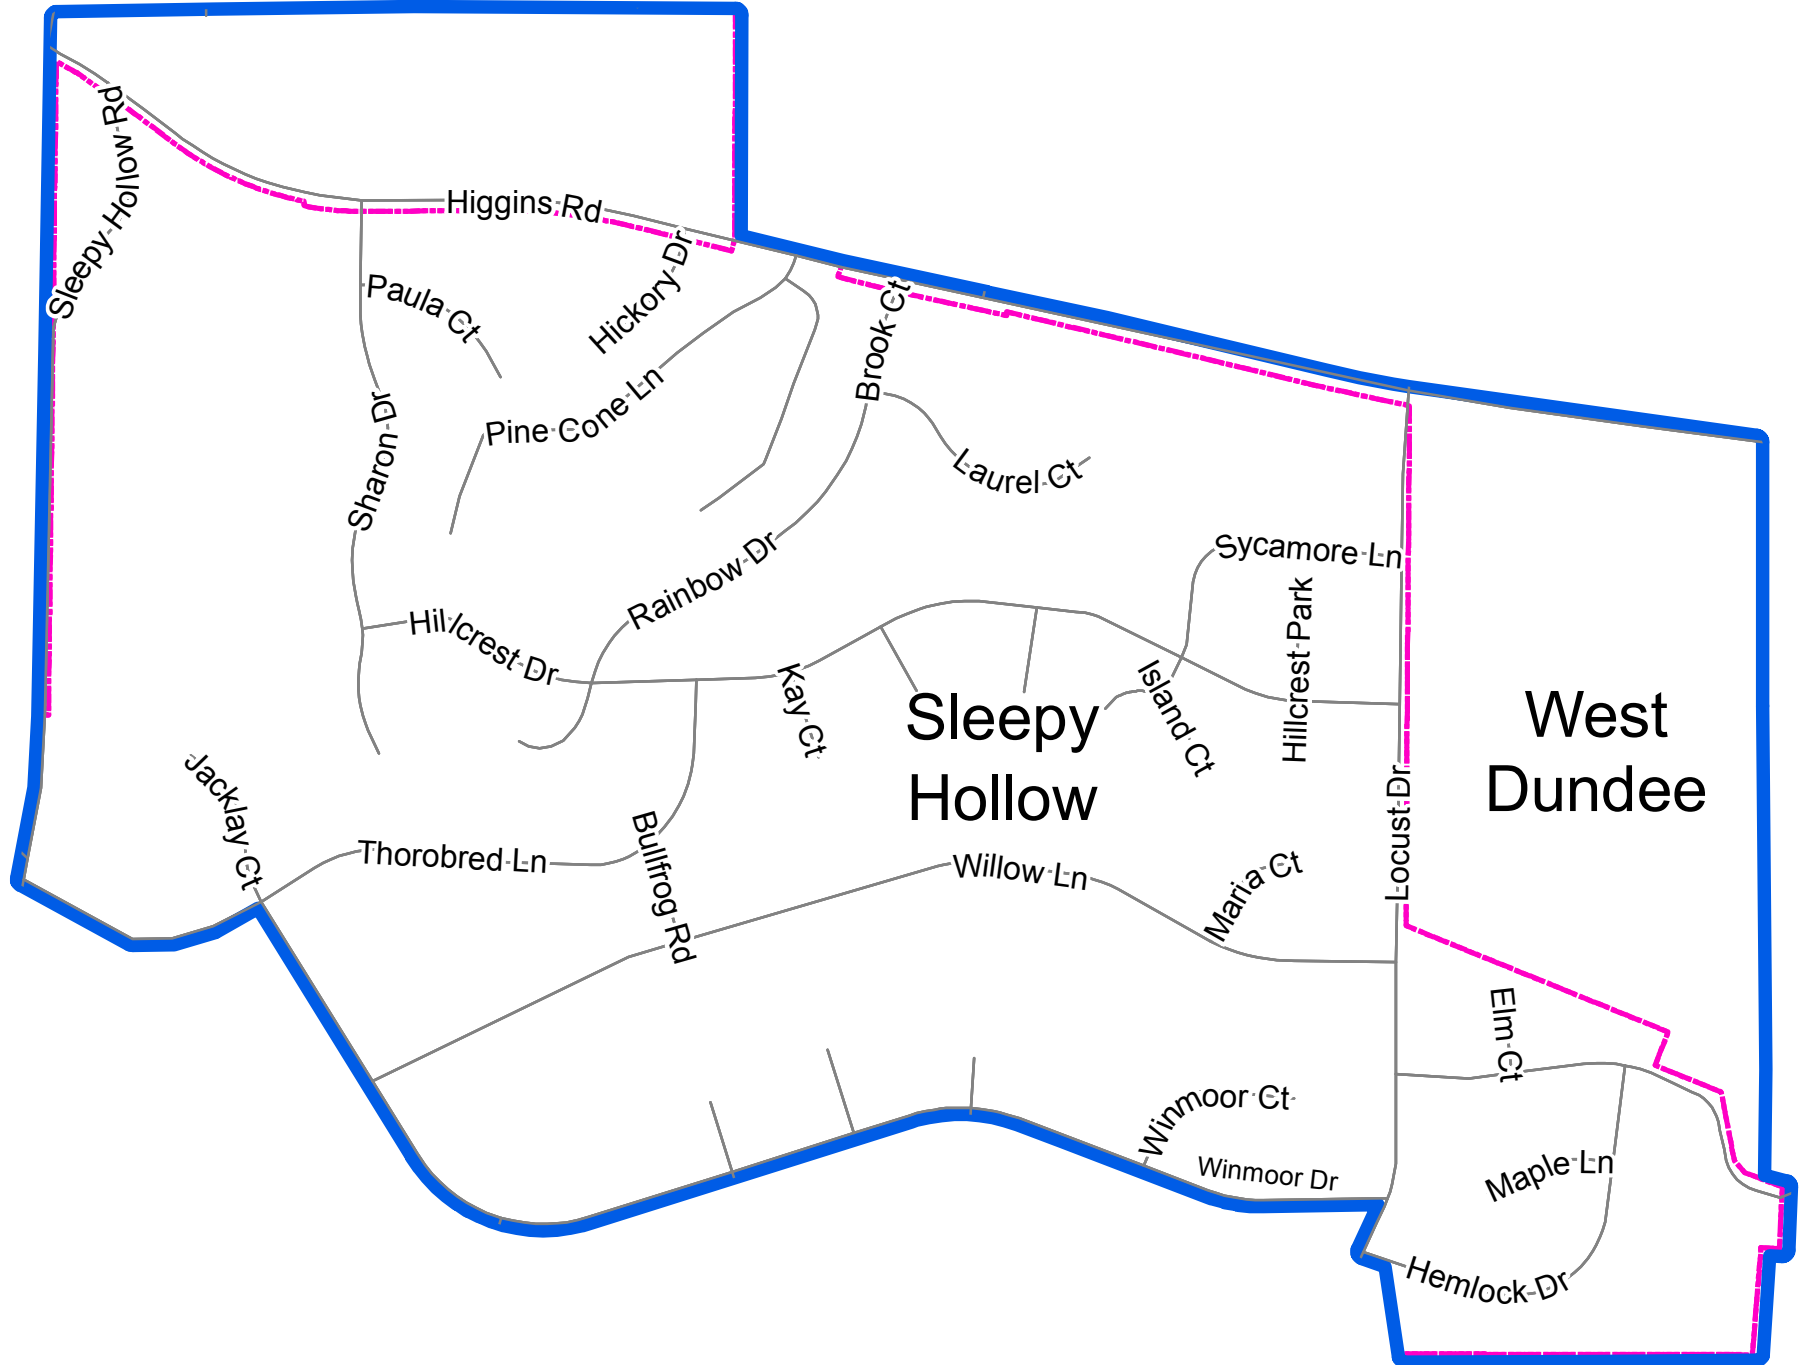 Sleepy Hollow Rd
Higgins Rd
Hickory Dr
Paula Ct
Brook Ct
Pine Cone Ln
Sharon Dr
Laurel Ct
Sycamore Ln
Rainbow Dr
Hillcrest Dr
Hillcrest Park
Kay Ct
Island Ct
Sleepy
Hollow
West
Dundee
Jacklay Ct
Locust Dr
Thorobred Ln
Bullfrog Rd
Willow Ln
Maria Ct
Elm Ct
Winmoor Ct
Winmoor Dr
Maple Ln
Hemlock Dr